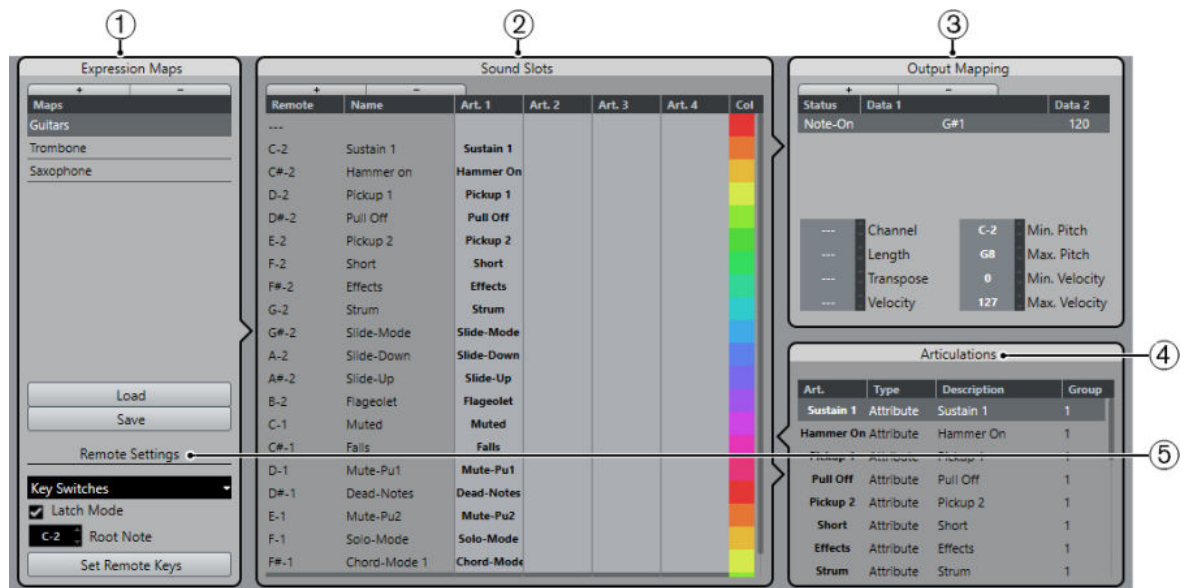 1 2 3
Expression Maps
+ -
Maps
Guitars
Trombone
Saxophone
Load
Save
Remote Settings
Key Switches
Latch Mode
C-2 Root Note
Set Remote Keys
Sound Slots
+ -
Remote Name Art. 1 Art. 2 Art. 3 Art. 4 Col
---
C-2 Sustain 1 Sustain 1
C#-2 Hammer on Hammer On
D-2 Pickup 1 Pickup 1
D#-2 Pull Off Pull Off
E-2 Pickup 2 Pickup 2
F-2 Short Short
F#-2 Effects Effects
G-2 Strum Strum
G#-2 Slide-Mode Slide-Mode
A-2 Slide-Down Slide-Down
A#-2 Slide-Up Slide-Up
B-2 Flageolet Flageolet
C-1 Muted Muted
C#-1 Falls Falls
D-1 Mute-Pu1 Mute-Pu1
D#-1 Dead-Notes Dead-Notes
E-1 Mute-Pu2 Mute-Pu2
F-1 Solo-Mode Solo-Mode
F#-1 Chord-Mode 1 Chord-Mode
Output Mapping
+ -
Status Data 1 Data 2
Note-On G#1 120
--- Channel C-2 Min. Pitch
--- Length G8 Max. Pitch
--- Transpose 0 Min. Velocity
--- Velocity 127 Max. Velocity
Articulations 4
Art. Type Description Group
Sustain 1 Attribute Sustain 1 1
Hammer On Attribute Hammer On 1
Pickup 1 Attribute Pickup 1 1
5
Pull Off Attribute Pull Off 1
Pickup 2 Attribute Pickup 2 1
Short Attribute Short 1
Effects Attribute Effects 1
Strum Attribute Strum 1